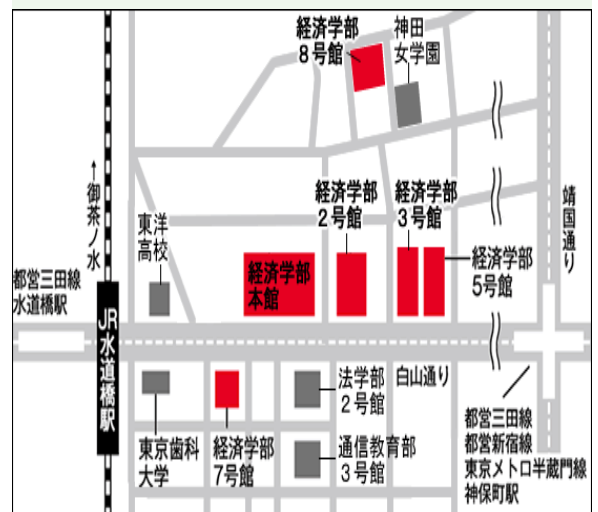 経済学部
8号館
神田
女学園
↑御茶ノ水
東洋
高校
経済学部
2号館
経済学部
3号館
経済学部
5号館
靖国通り
経済学部
本館
都営三田線
水道橋駅
JR水道橋駅
白山通り
東京歯科
大学
経済学部
7号館
法学部
2号館
通信教育部
3号館
都営三田線
都営新宿線
東京メトロ半蔵門線
神保町駅